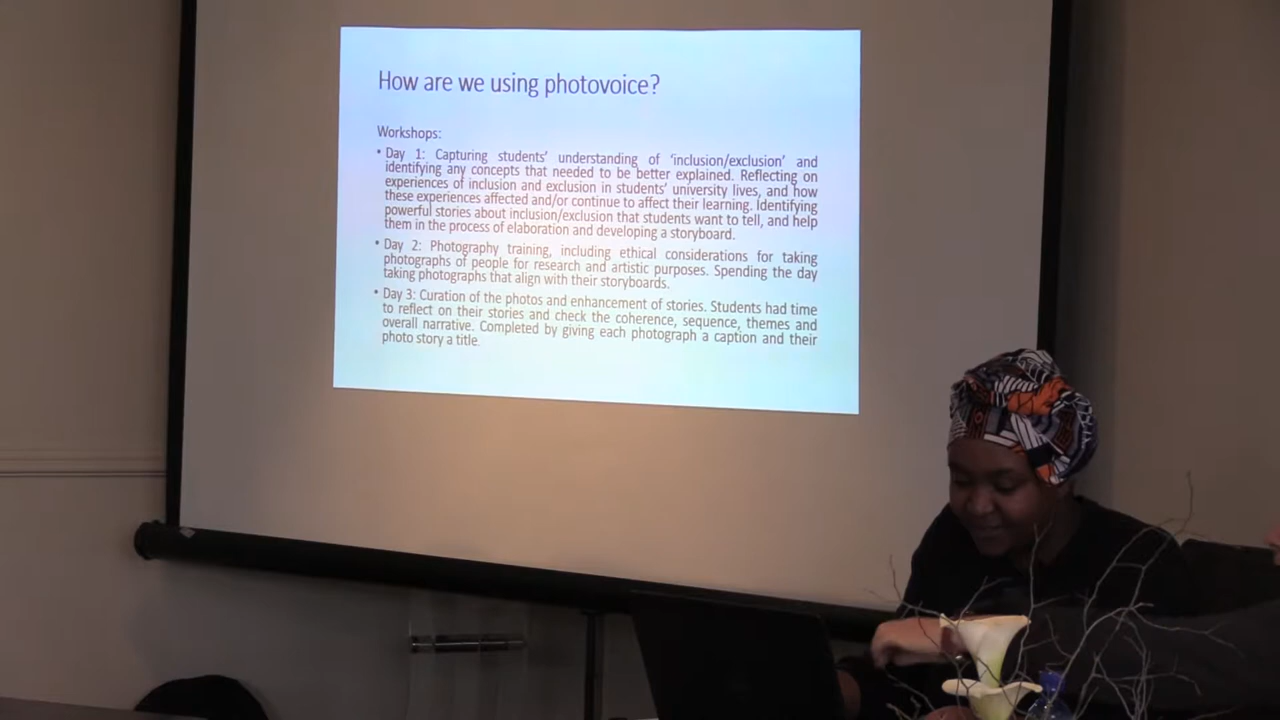 How are we using photovoice?
Workshops:
• Day 1: Capturing students' understanding of 'inclusion/exclusion' and
identifying any concepts that needed to be better explained. Reflecting on
experiences of inclusion and exclusion in students' university lives, and how
these experiences affected and/or continue to affect their learning. Identifying
powerful stories about inclusion/exclusion that students want to tell, and help
them in the process of elaboration and developing a storyboard.
• Day 2: Photography training, including ethical considerations for taking
photographs of people for research and artistic purposes. Spending the day
taking photographs that align with their storyboards.
• Day 3: Curation of the photos and enhancement of stories. Students had time
to reflect on their stories and check the coherence, sequence, themes and
overall narrative. Completed by giving each photograph a caption and their
photo story a title.